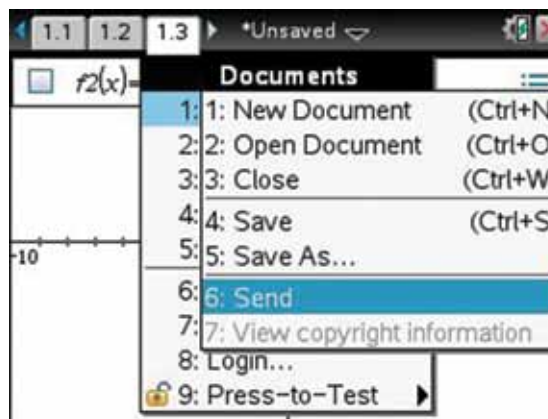 1.1 1.2 1.3 *Unsaved
f2(x)=
Documents
1: 1: New Document (Ctrl+N
2: 2: Open Document (Ctrl+O
3: 3: Close (Ctrl+W
4: 4: Save (Ctrl+S
5: 5: Save As...
-10
6: 6: Send
7: 7: View copyright information
8: Login...
9: Press-to-Test